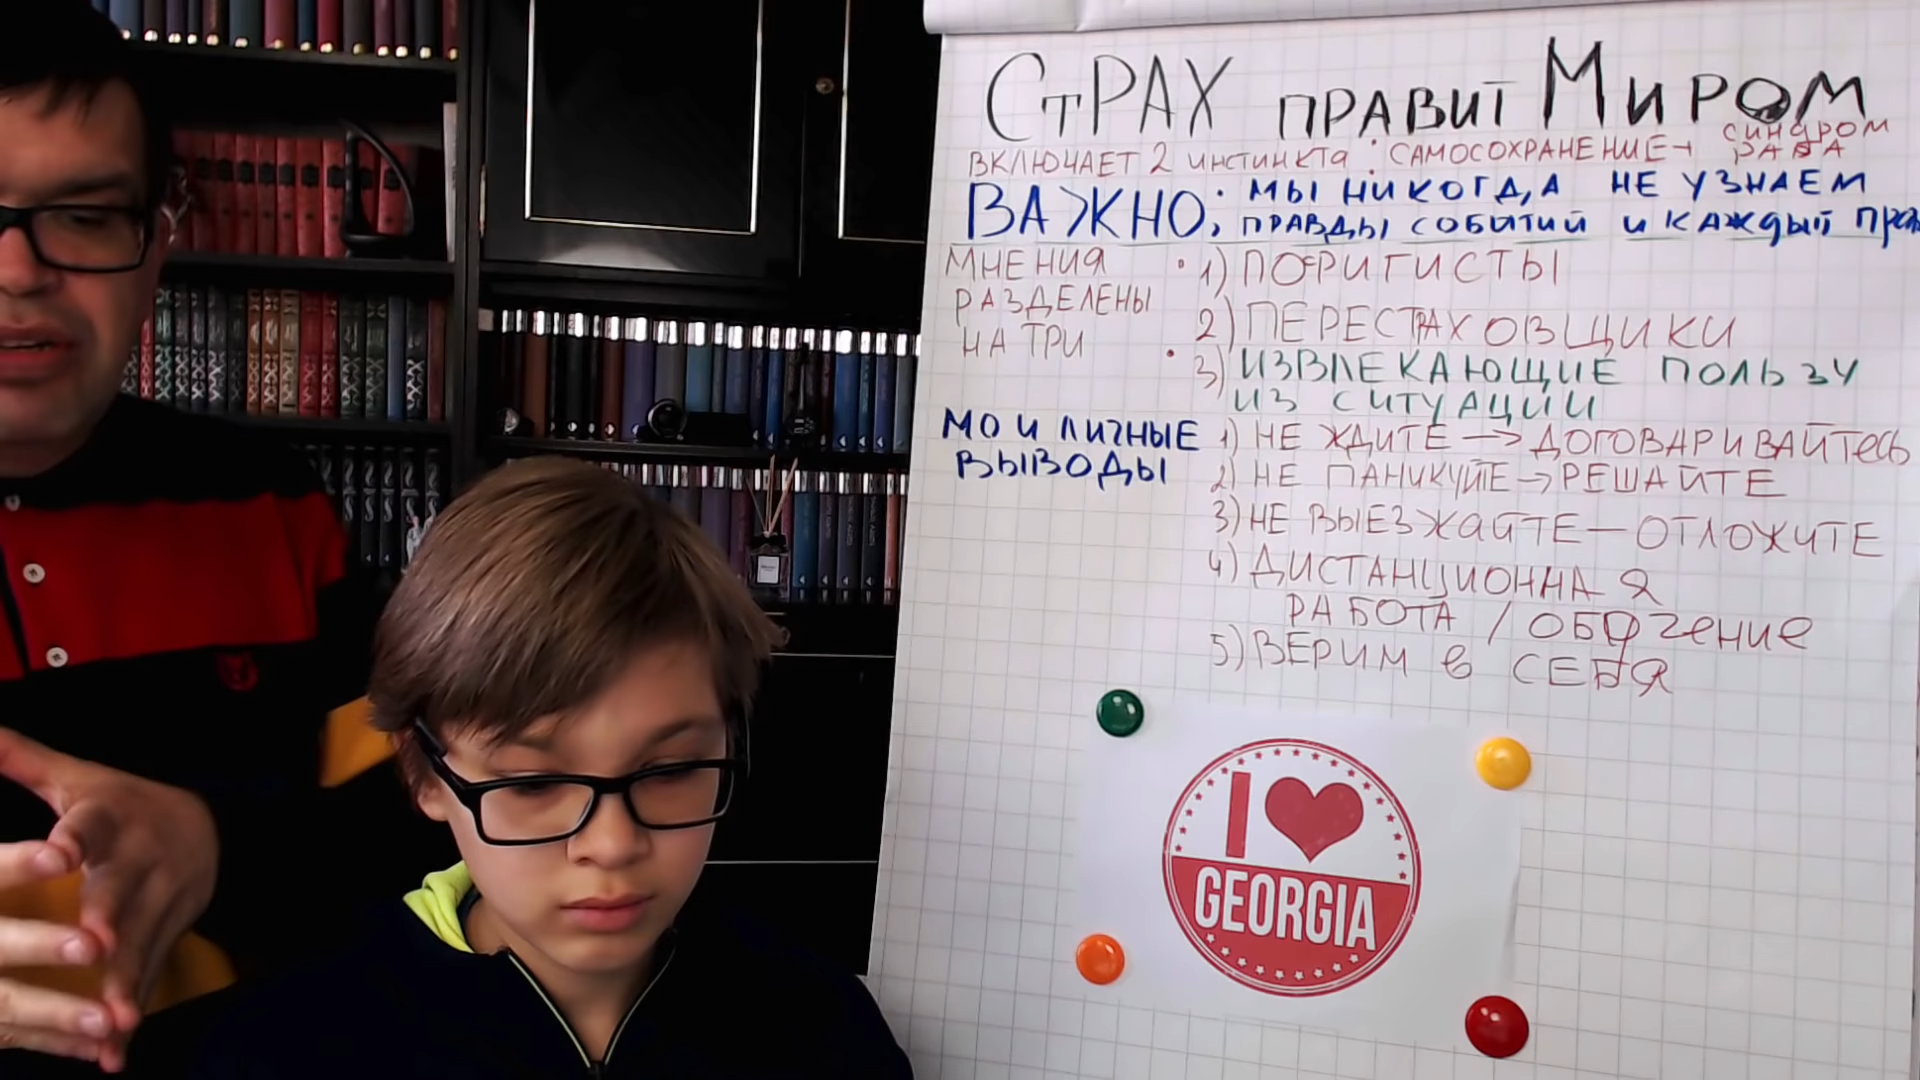 СтРАХ ПРАВИТ МИРОМ
ВКЛЮЧАЕТ 2 ИНСТИНКТА: САМОСОХРАНЕНИЕ+ СИНДРОМ РАБА
ВАЖНО: МЫ НИКОГДА НЕ УЗНАЕМ
ПРАВДЫ СОБЫТИЙ И КАЖДЫЙ
МНЕНИЯ РАЗДЕЛЕНЫ НА ТРИ
1) ПОФИГИСТЫ
2) ПЕРЕСТРАХОВЩИКИ
3) ИЗВЛЕКАЮЩИЕ ПОЛЬЗУ
ИЗ СИТУАЦИИ
МОИ ЛИЧНЫЕ ВЫВОДЫ
1) НЕ ЖДИТЕ → ДОГОВАРИВАЙТЕСЬ
2) НЕ ПАНИКУЙТЕ → РЕШАЙТЕ
3) НЕ ВЫЕЗЖАЙТЕ — ОТЛОЖИТЕ
4) ДИСТАНЦИОННАЯ
РАБОТА / ОБУЧЕНИЕ
5) ВЕРИМ В СЕБЯ
I
GEORGIA